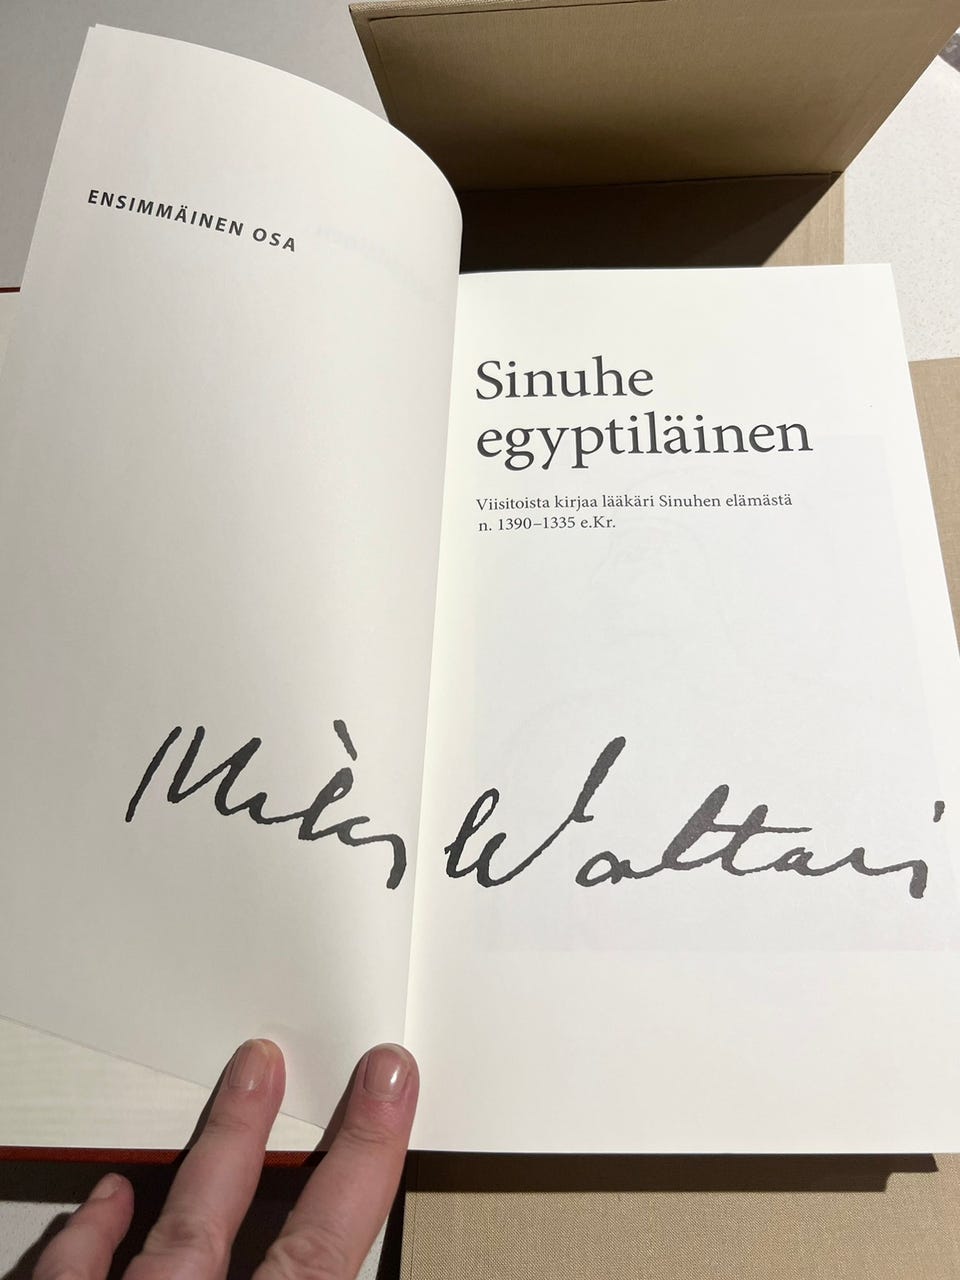 ENSIMMÄINEN OSA
Sinuhe
egyptiläinen
Viisitoista kirjaa lääkäri Sinuhen elämästä
n. 1390–1335 e.Kr.
Mika Waltari